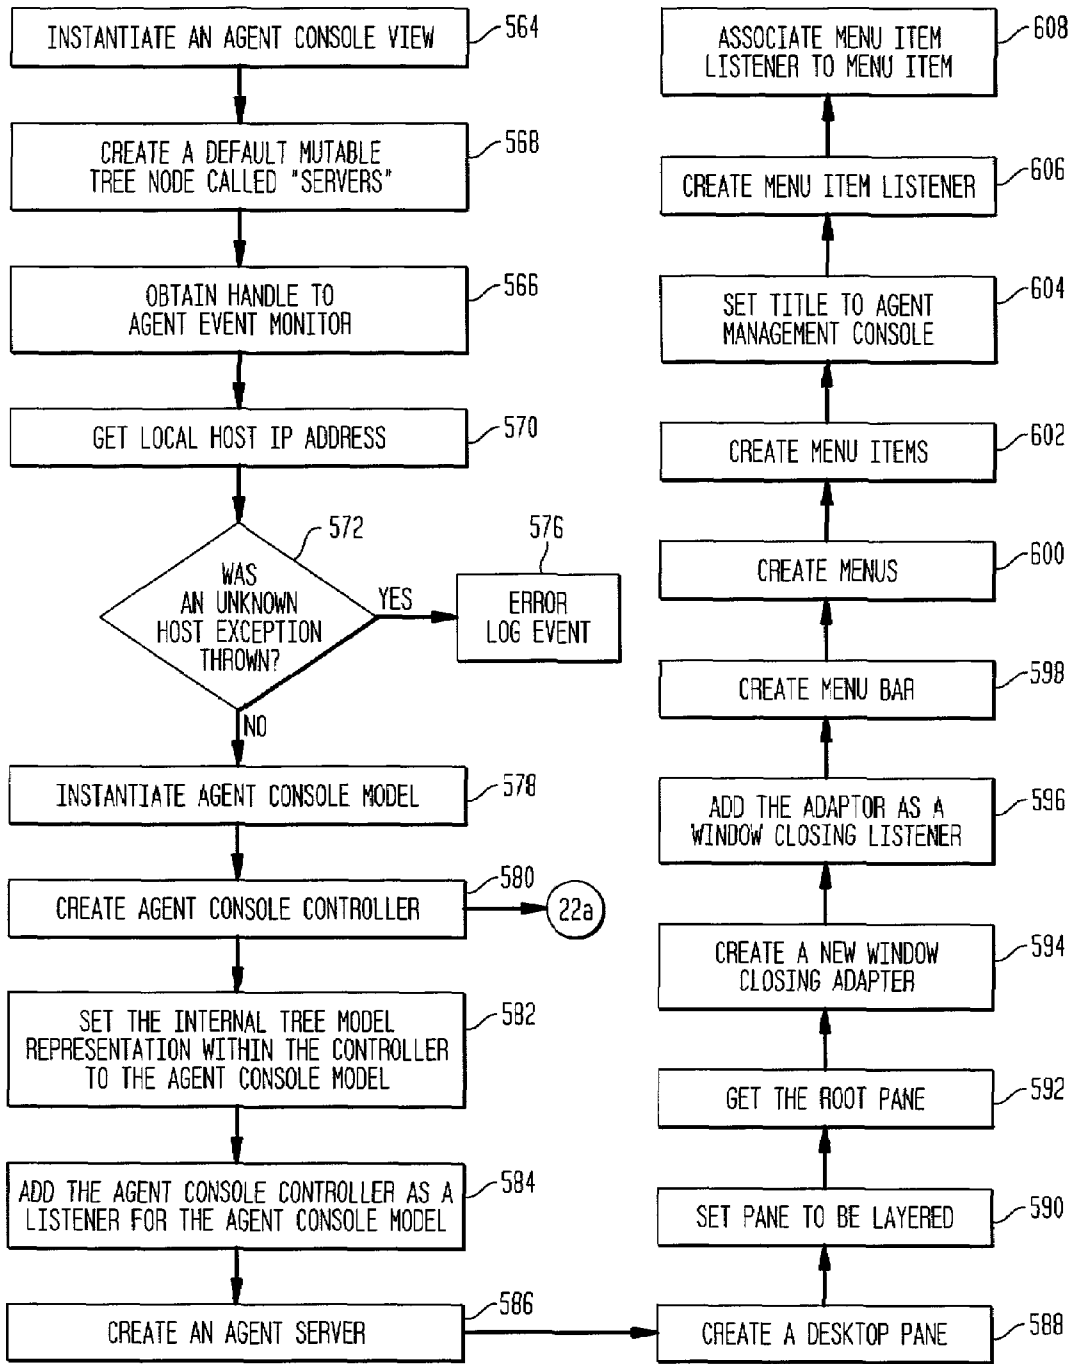 INSTANTIATE AN AGENT CONSOLE VIEW
564
CREATE A DEFAULT MUTABLE
TREE NODE CALLED "SERVERS"
568
OBTAIN HANDLE TO
AGENT EVENT MONITOR
566
GET LOCAL HOST IP ADDRESS
570
WAS
AN UNKNOWN
HOST EXCEPTION
THROWN?
572
YES
ERROR
LOG EVENT
576
NO
INSTANTIATE AGENT CONSOLE MODEL
578
CREATE AGENT CONSOLE CONTROLLER
580
22a
SET THE INTERNAL TREE MODEL
REPRESENTATION WITHIN THE CONTROLLER
TO THE AGENT CONSOLE MODEL
582
ADD THE AGENT CONSOLE CONTROLLER AS A
LISTENER FOR THE AGENT CONSOLE MODEL
584
CREATE AN AGENT SERVER
586
CREATE A DESKTOP PANE
588
SET PANE TO BE LAYERED
590
GET THE ROOT PANE
592
CREATE A NEW WINDOW
CLOSING ADAPTER
594
ADD THE ADAPTOR AS A
WINDOW CLOSING LISTENER
596
CREATE MENU BAR
598
CREATE MENUS
600
CREATE MENU ITEMS
602
SET TITLE TO AGENT
MANAGEMENT CONSOLE
604
CREATE MENU ITEM LISTENER
606
ASSOCIATE MENU ITEM
LISTENER TO MENU ITEM
608